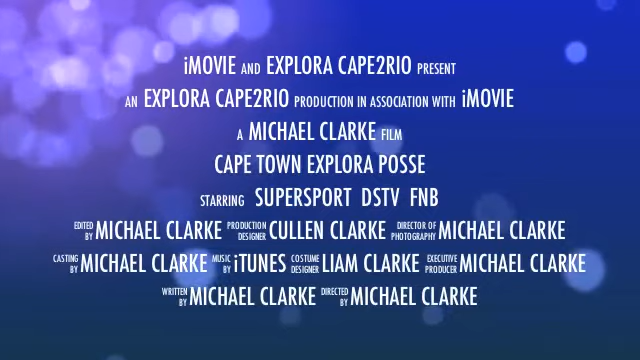 iMOVIE AND EXPLORA CAPE2RIO PRESENT
AN EXPLORA CAPE2RIO PRODUCTION IN ASSOCIATION WITH iMOVIE
A MICHAEL CLARKE FILM
CAPE TOWN EXPLORA POSSE
STARRING SUPERSPORT DSTV FNB
EDITED BY MICHAEL CLARKE PRODUCTION DESIGNER CULLEN CLARKE DIRECTOR OF PHOTOGRAPHY MICHAEL CLARKE
CASTING BY MICHAEL CLARKE MUSIC BY iTUNES COSTUME DESIGNER LIAM CLARKE EXECUTIVE PRODUCER MICHAEL CLARKE
WRITTEN BY MICHAEL CLARKE DIRECTED BY MICHAEL CLARKE